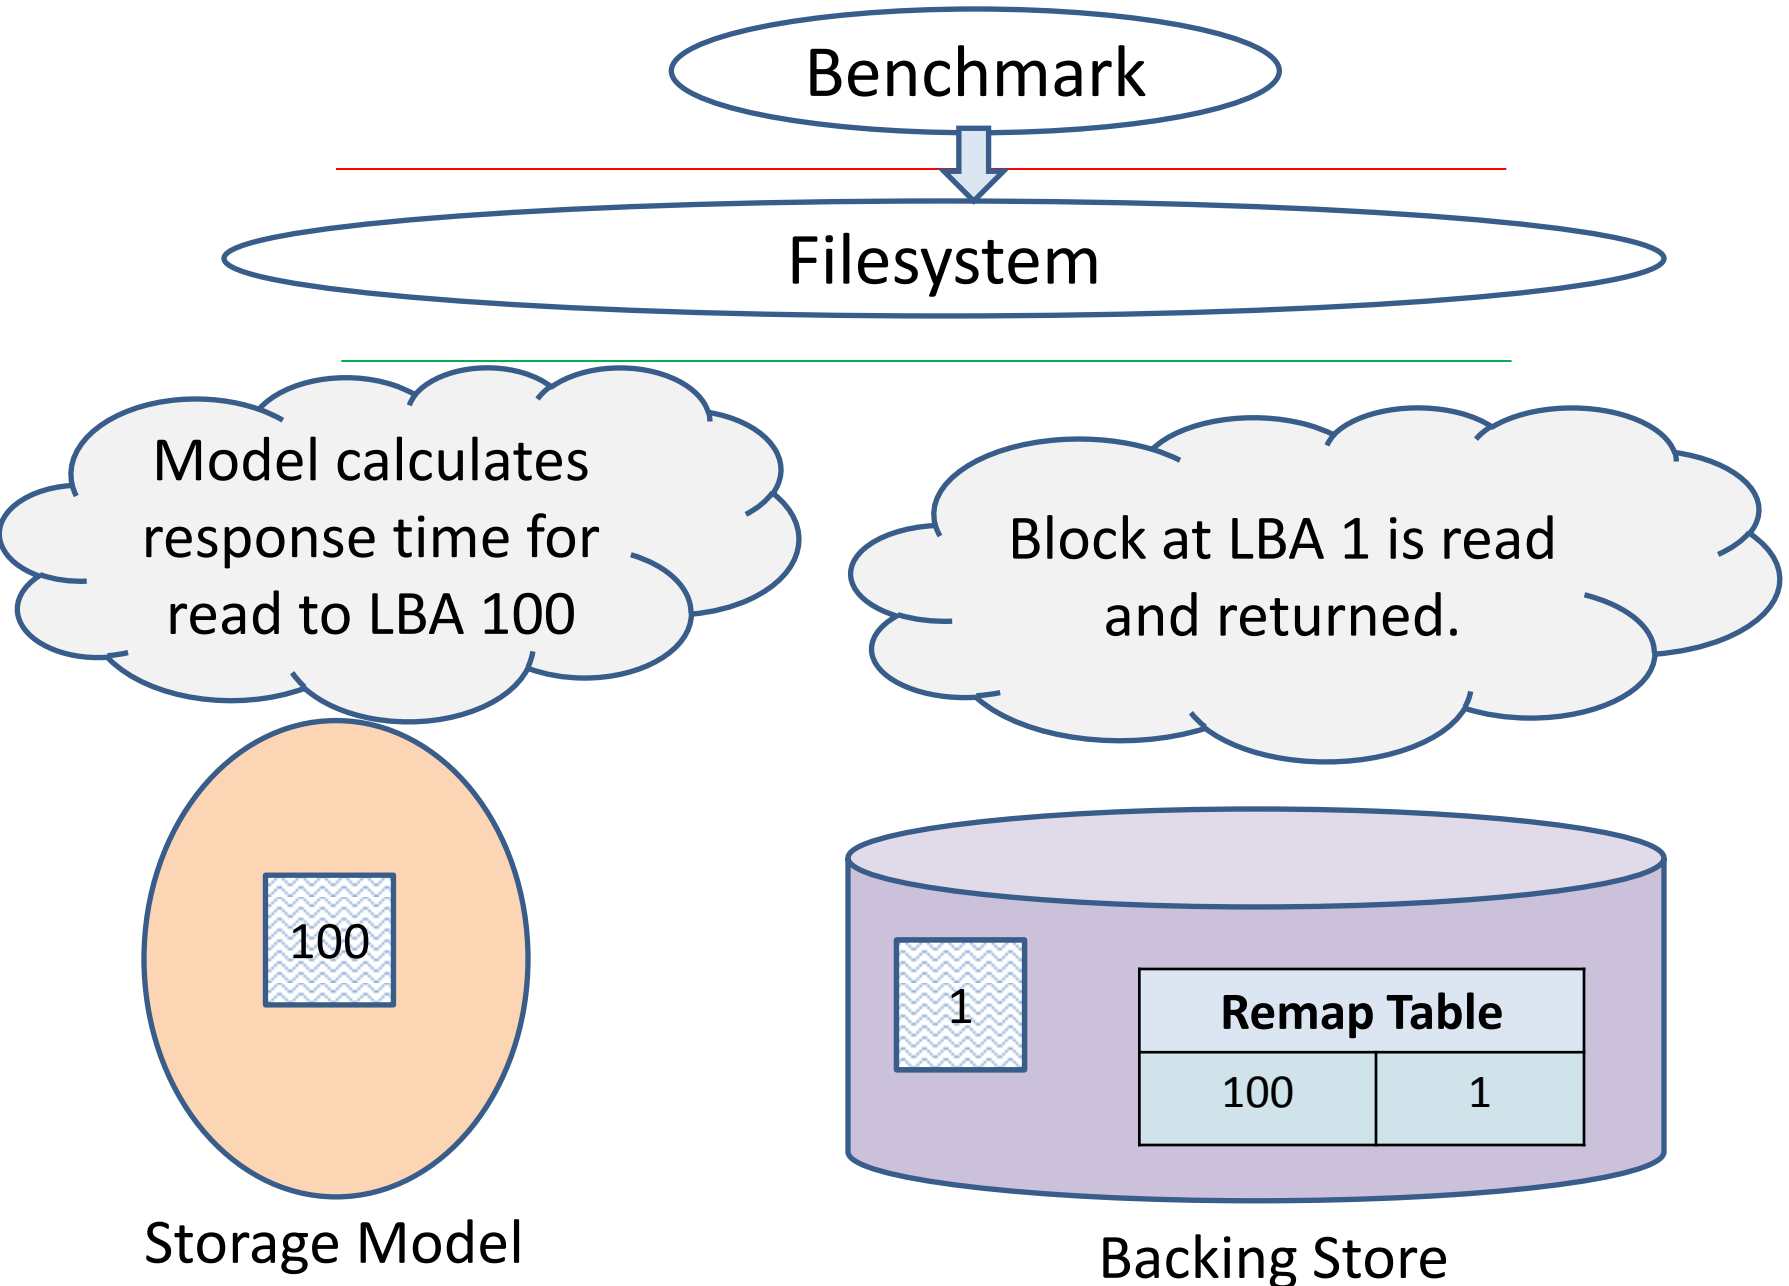 Benchmark
Filesystem
Model calculates
response time for
read to LBA 100
Block at LBA 1 is read
and returned.
100
1
Remap Table
100 1
Storage Model
Backing Store